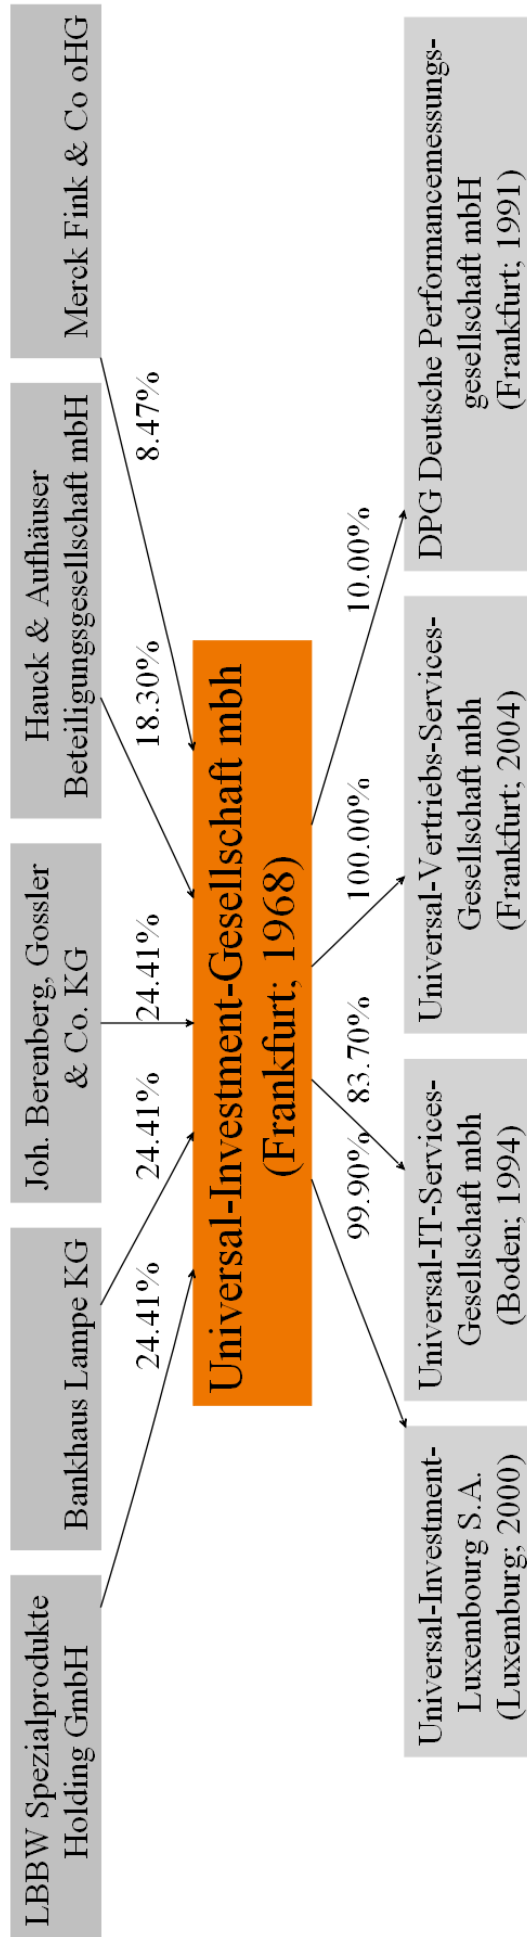 LBBW Spezialprodukte
Holding GmbH
Bankhaus Lampe KG
Joh. Berenberg, Gossler
& Co. KG
Hauck & Aufhäuser
Beteiligungsgesellschaft mbH
Merck Fink & Co oHG
24.41%
24.41%
24.41%
18.30%
8.47%
Universal-Investment-Gesellschaft mbh
(Frankfurt; 1968)
99.90%
83.70%
100.00%
10.00%
Universal-Investment-
Luxembourg S.A.
(Luxemburg; 2000)
Universal-IT-Services-
Gesellschaft mbh
(Boden; 1994)
Universal-Vertriebs-Services-
Gesellschaft mbh
(Frankfurt; 2004)
DPG Deutsche Performancemessungs-
gesellschaft mbH
(Frankfurt; 1991)